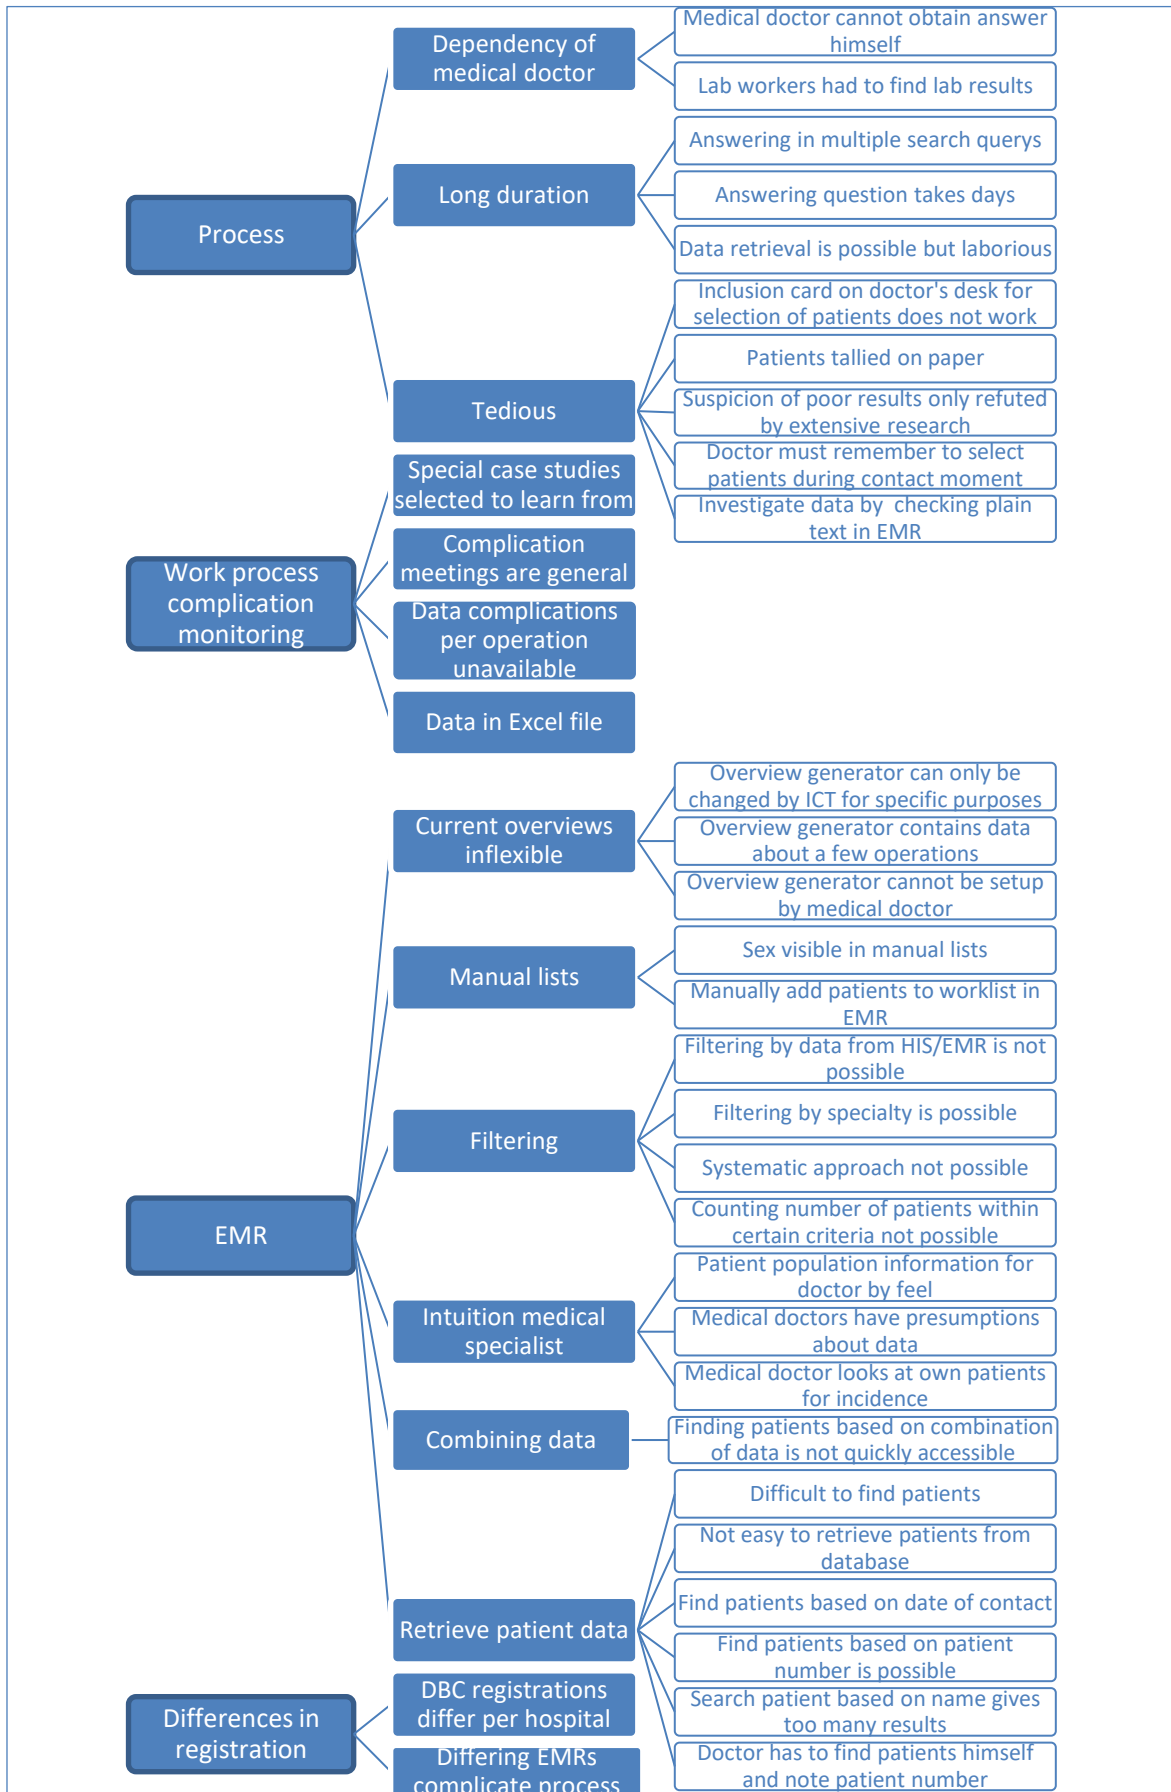 Process
Dependency of
medical doctor
Medical doctor cannot obtain answer
himself
Lab workers had to find lab results
Long duration
Answering in multiple search querys
Answering question takes days
Data retrieval is possible but laborious
Tedious
Inclusion card on doctor's desk for
selection of patients does not work
Patients tallied on paper
Suspicion of poor results only refuted
by extensive research
Doctor must remember to select
patients during contact moment
Investigate data by checking plain
text in EMR
Work process
complication
monitoring
Special case studies
selected to learn from
Complication
meetings are general
Data complications
per operation
unavailable
Data in Excel file
EMR
Current overviews
inflexible
Overview generator can only be
changed by ICT for specific purposes
Overview generator contains data
about a few operations
Overview generator cannot be setup
by medical doctor
Manual lists
Sex visible in manual lists
Manually add patients to worklist in
EMR
Filtering
Filtering by data from HIS/EMR is not
possible
Filtering by specialty is possible
Systematic approach not possible
Counting number of patients within
certain criteria not possible
Intuition medical
specialist
Patient population information for
doctor by feel
Medical doctors have presumptions
about data
Medical doctor looks at own patients
for incidence
Combining data
Finding patients based on combination
of data is not quickly accessible
Retrieve patient data
Difficult to find patients
Not easy to retrieve patients from
database
Find patients based on date of contact
Find patients based on patient
number is possible
Search patient based on name gives
too many results
Doctor has to find patients himself
and note patient number
Differences in
registration
DBC registrations
differ per hospital
Differing EMRs
complicate process